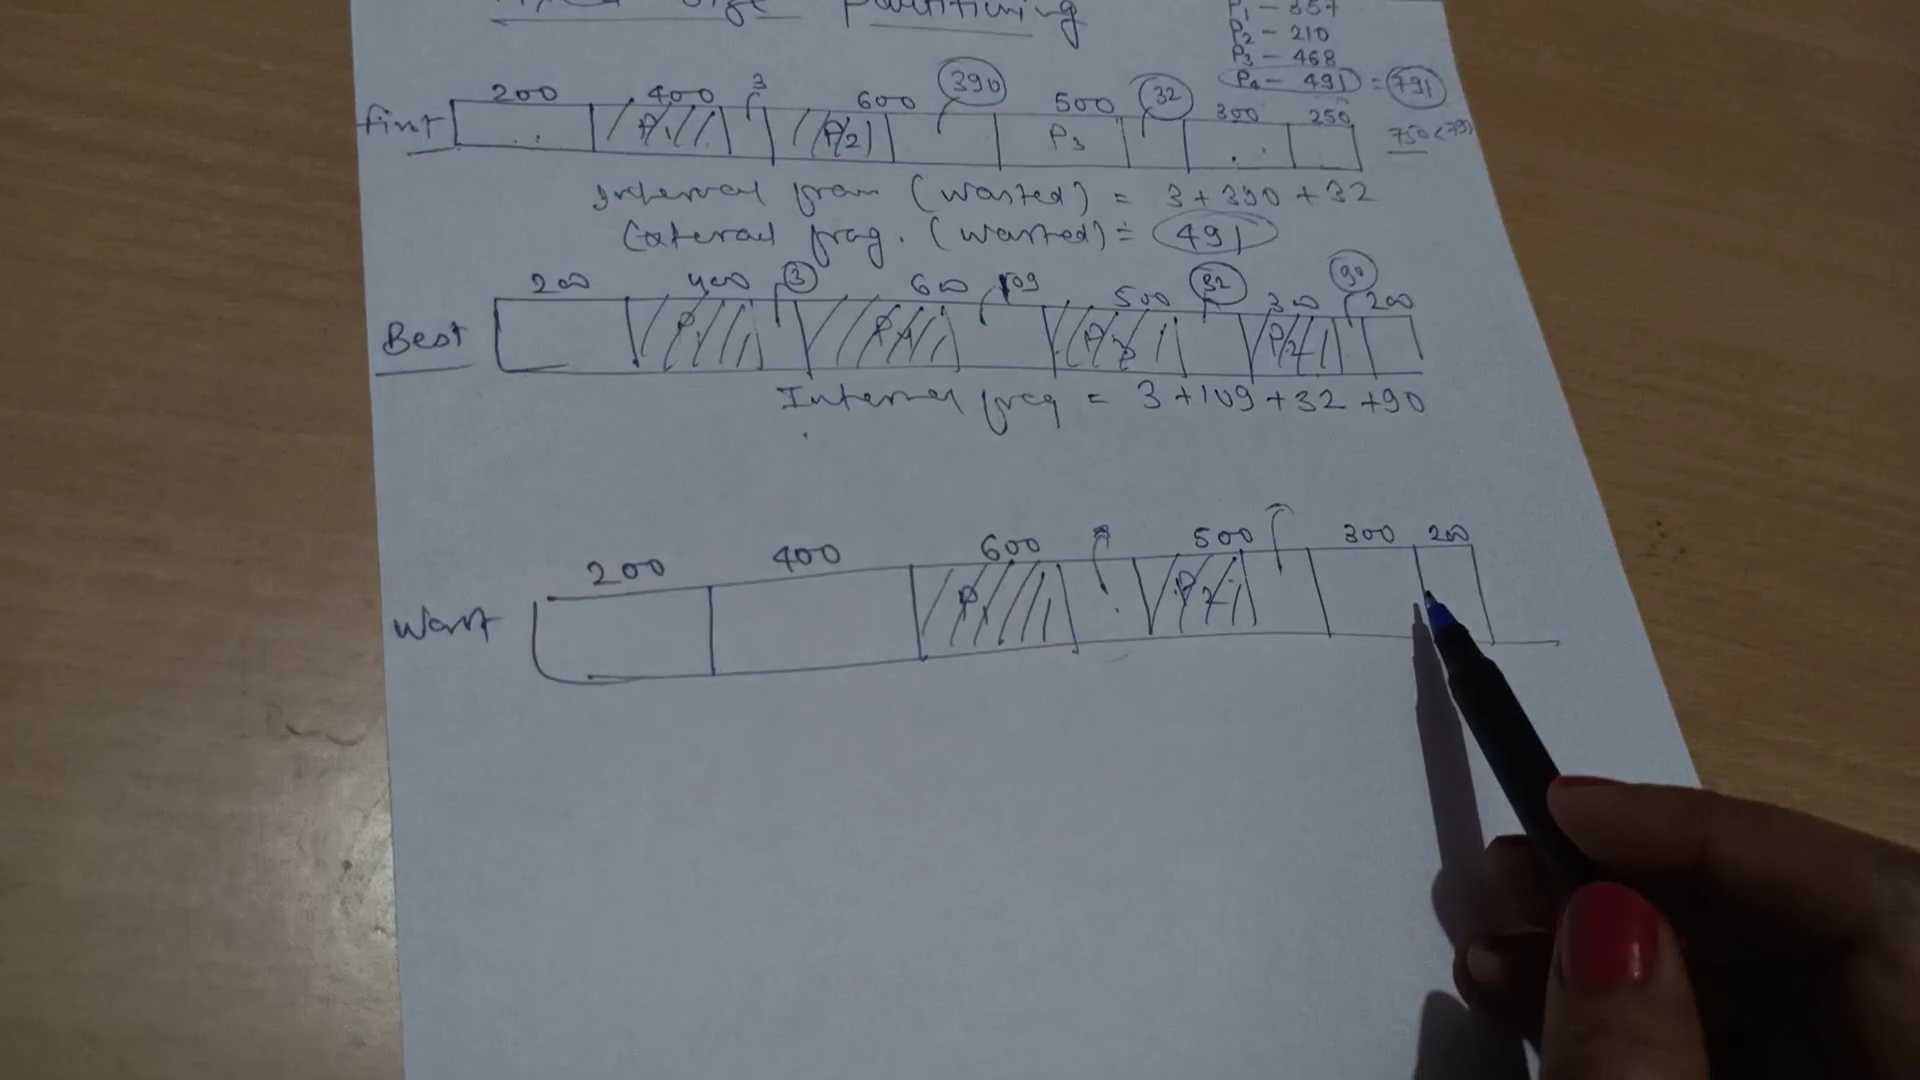 Fixed Size Partitioning
P1 - 357
P2 - 210
P3 - 468
P4 - 491 = 791
200 400 3 600 390 500 32 300 250
first P1 P2 P3 750<791
Internal fram (wasted) = 3+390+32
External frag. (wasted) = 491
200 400 3 600 109 500 32 300 90 200
Best P1 P4 P3 P2
Internal freg = 3+109+32+90
200 400 600 500 300 200
Worst P1 P2